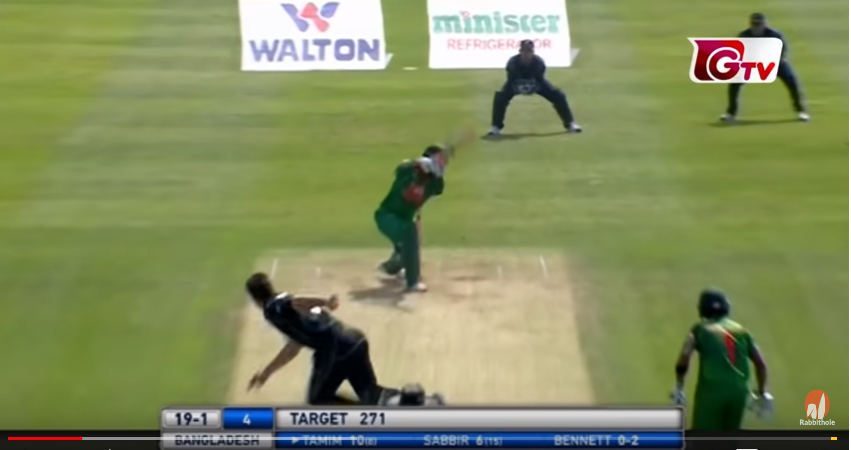 WALTON
minister
REFRIGERATOR
GTV
19-1 4 TARGET 271
BANGLADESH ▸TAMIM 10(8) SABBIR 6(15) BENNETT 0-2
Rabbithole